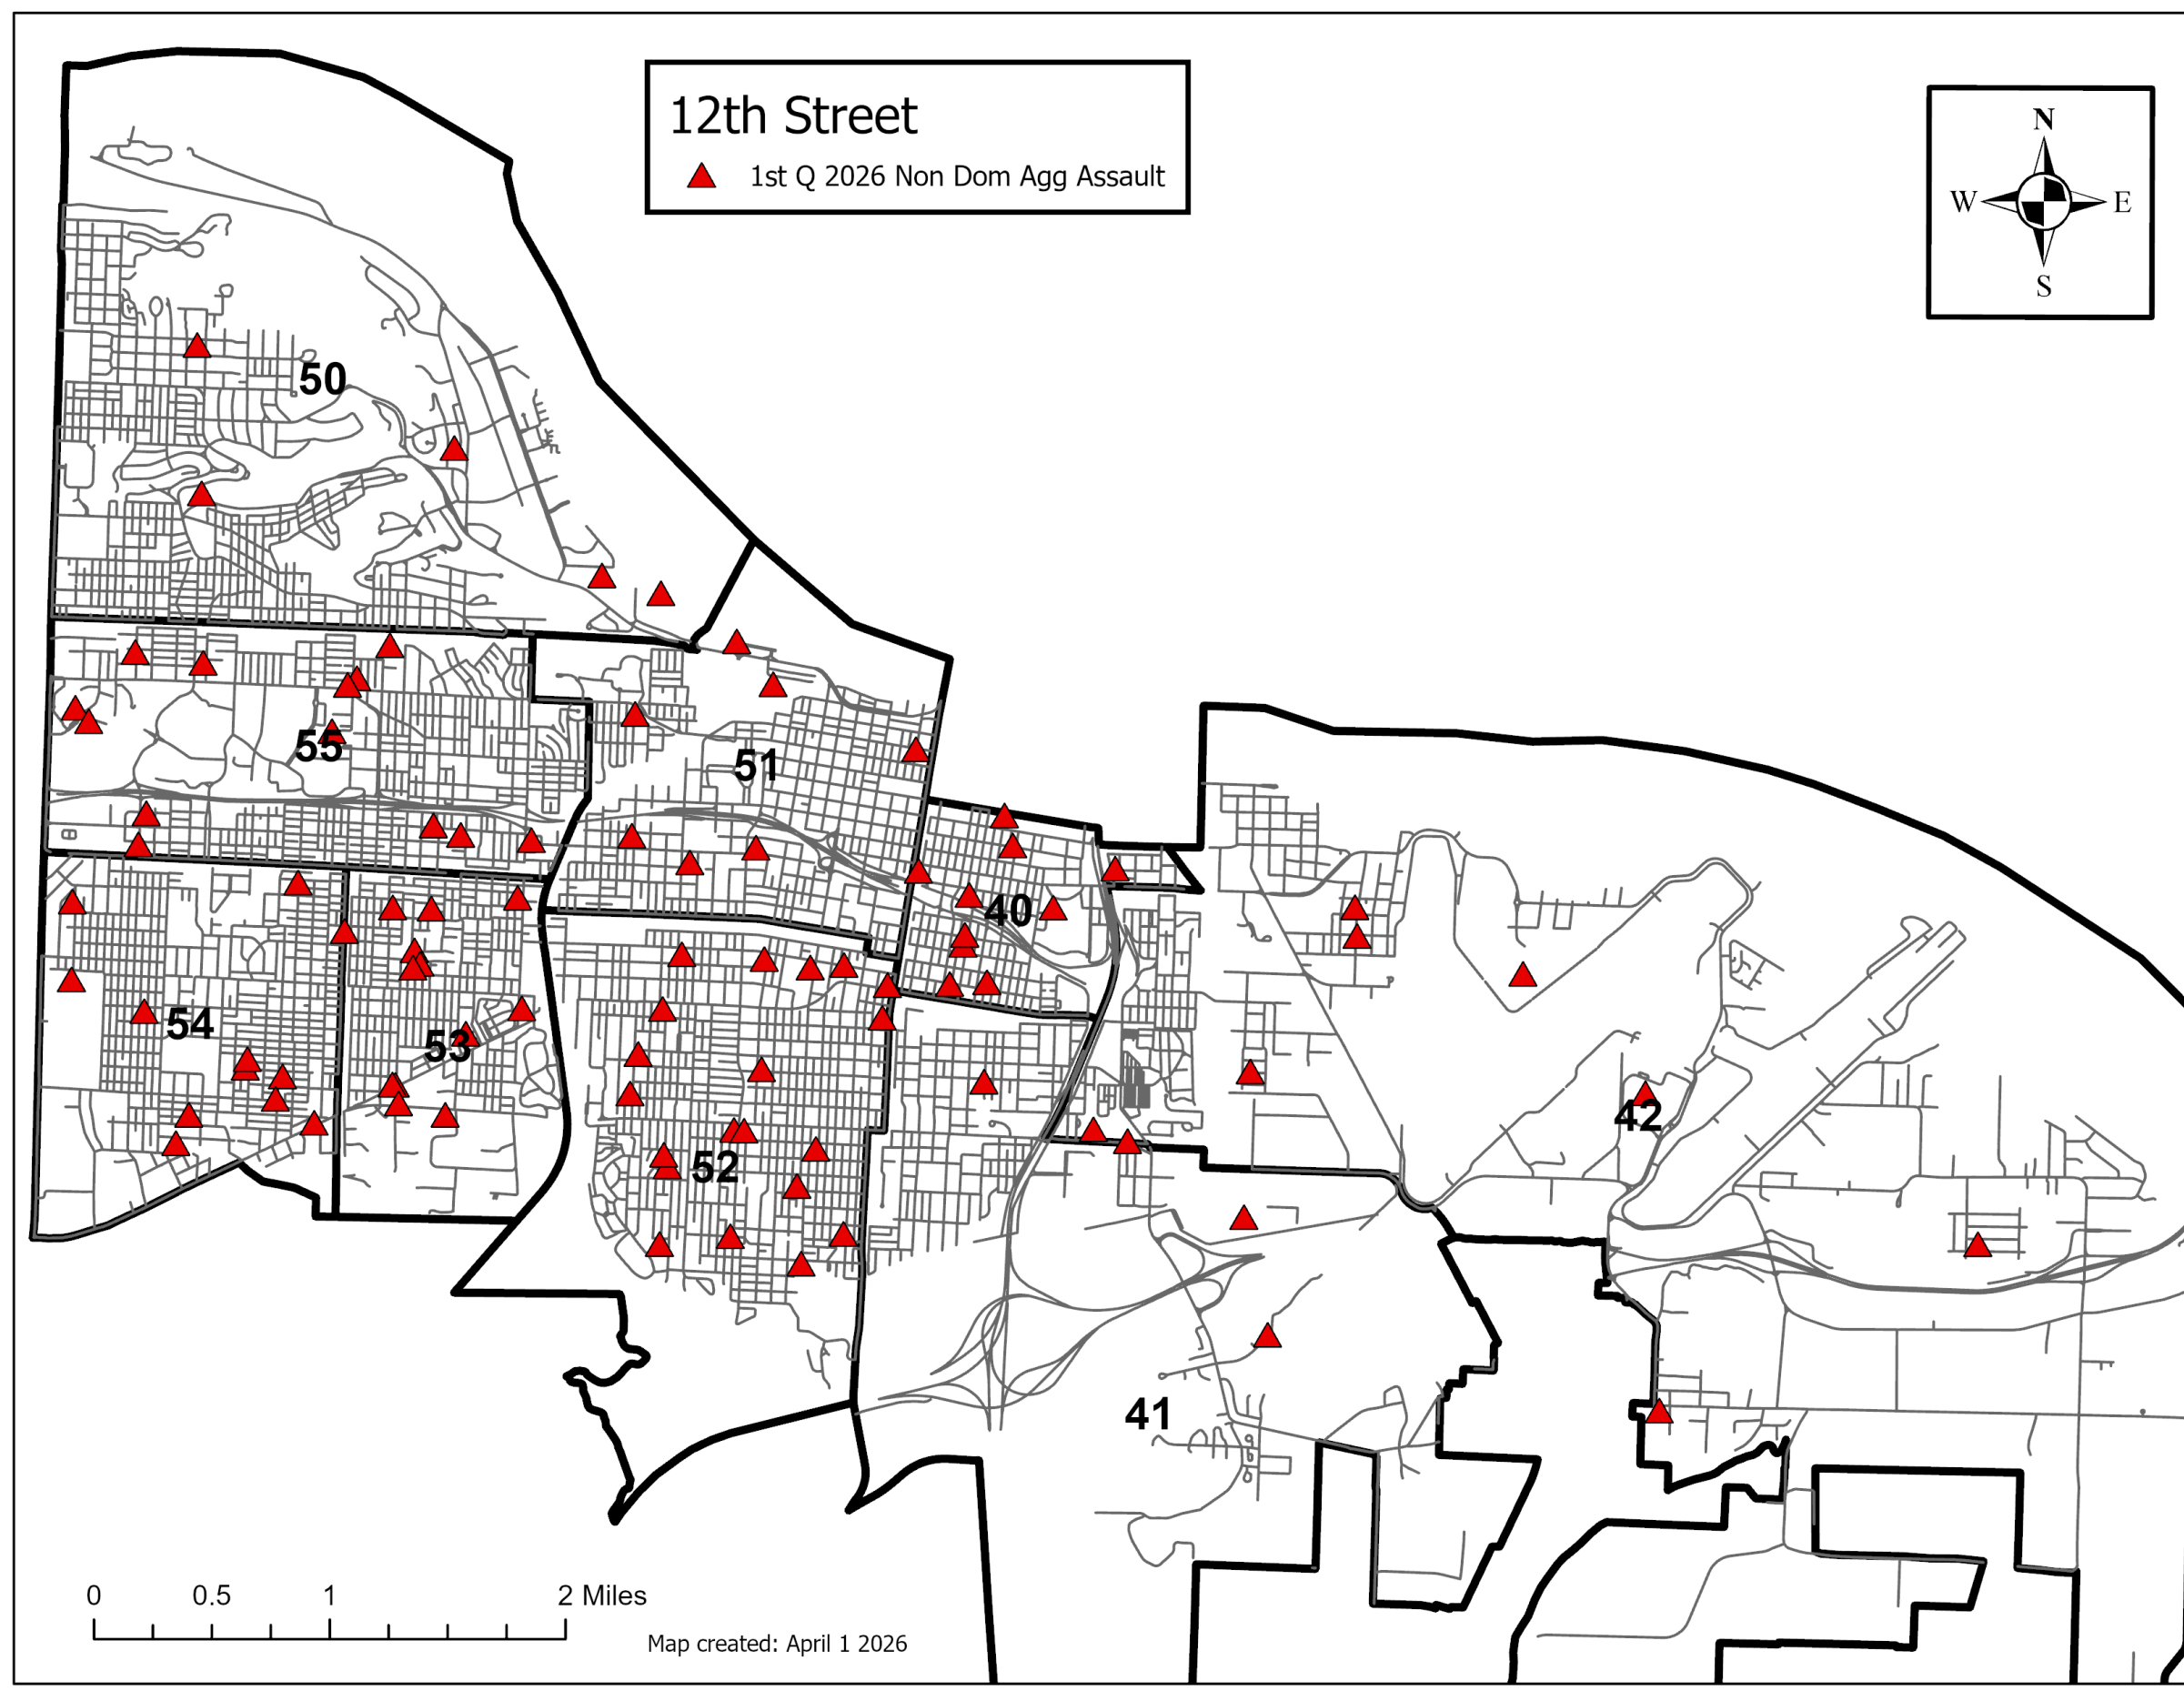 12th Street
1st Q 2026 Non Dom Agg Assault
N
W E
S
50
55
51
40
54
53
42
52
41
0 0.5 1 2 Miles
Map created: April 1 2026